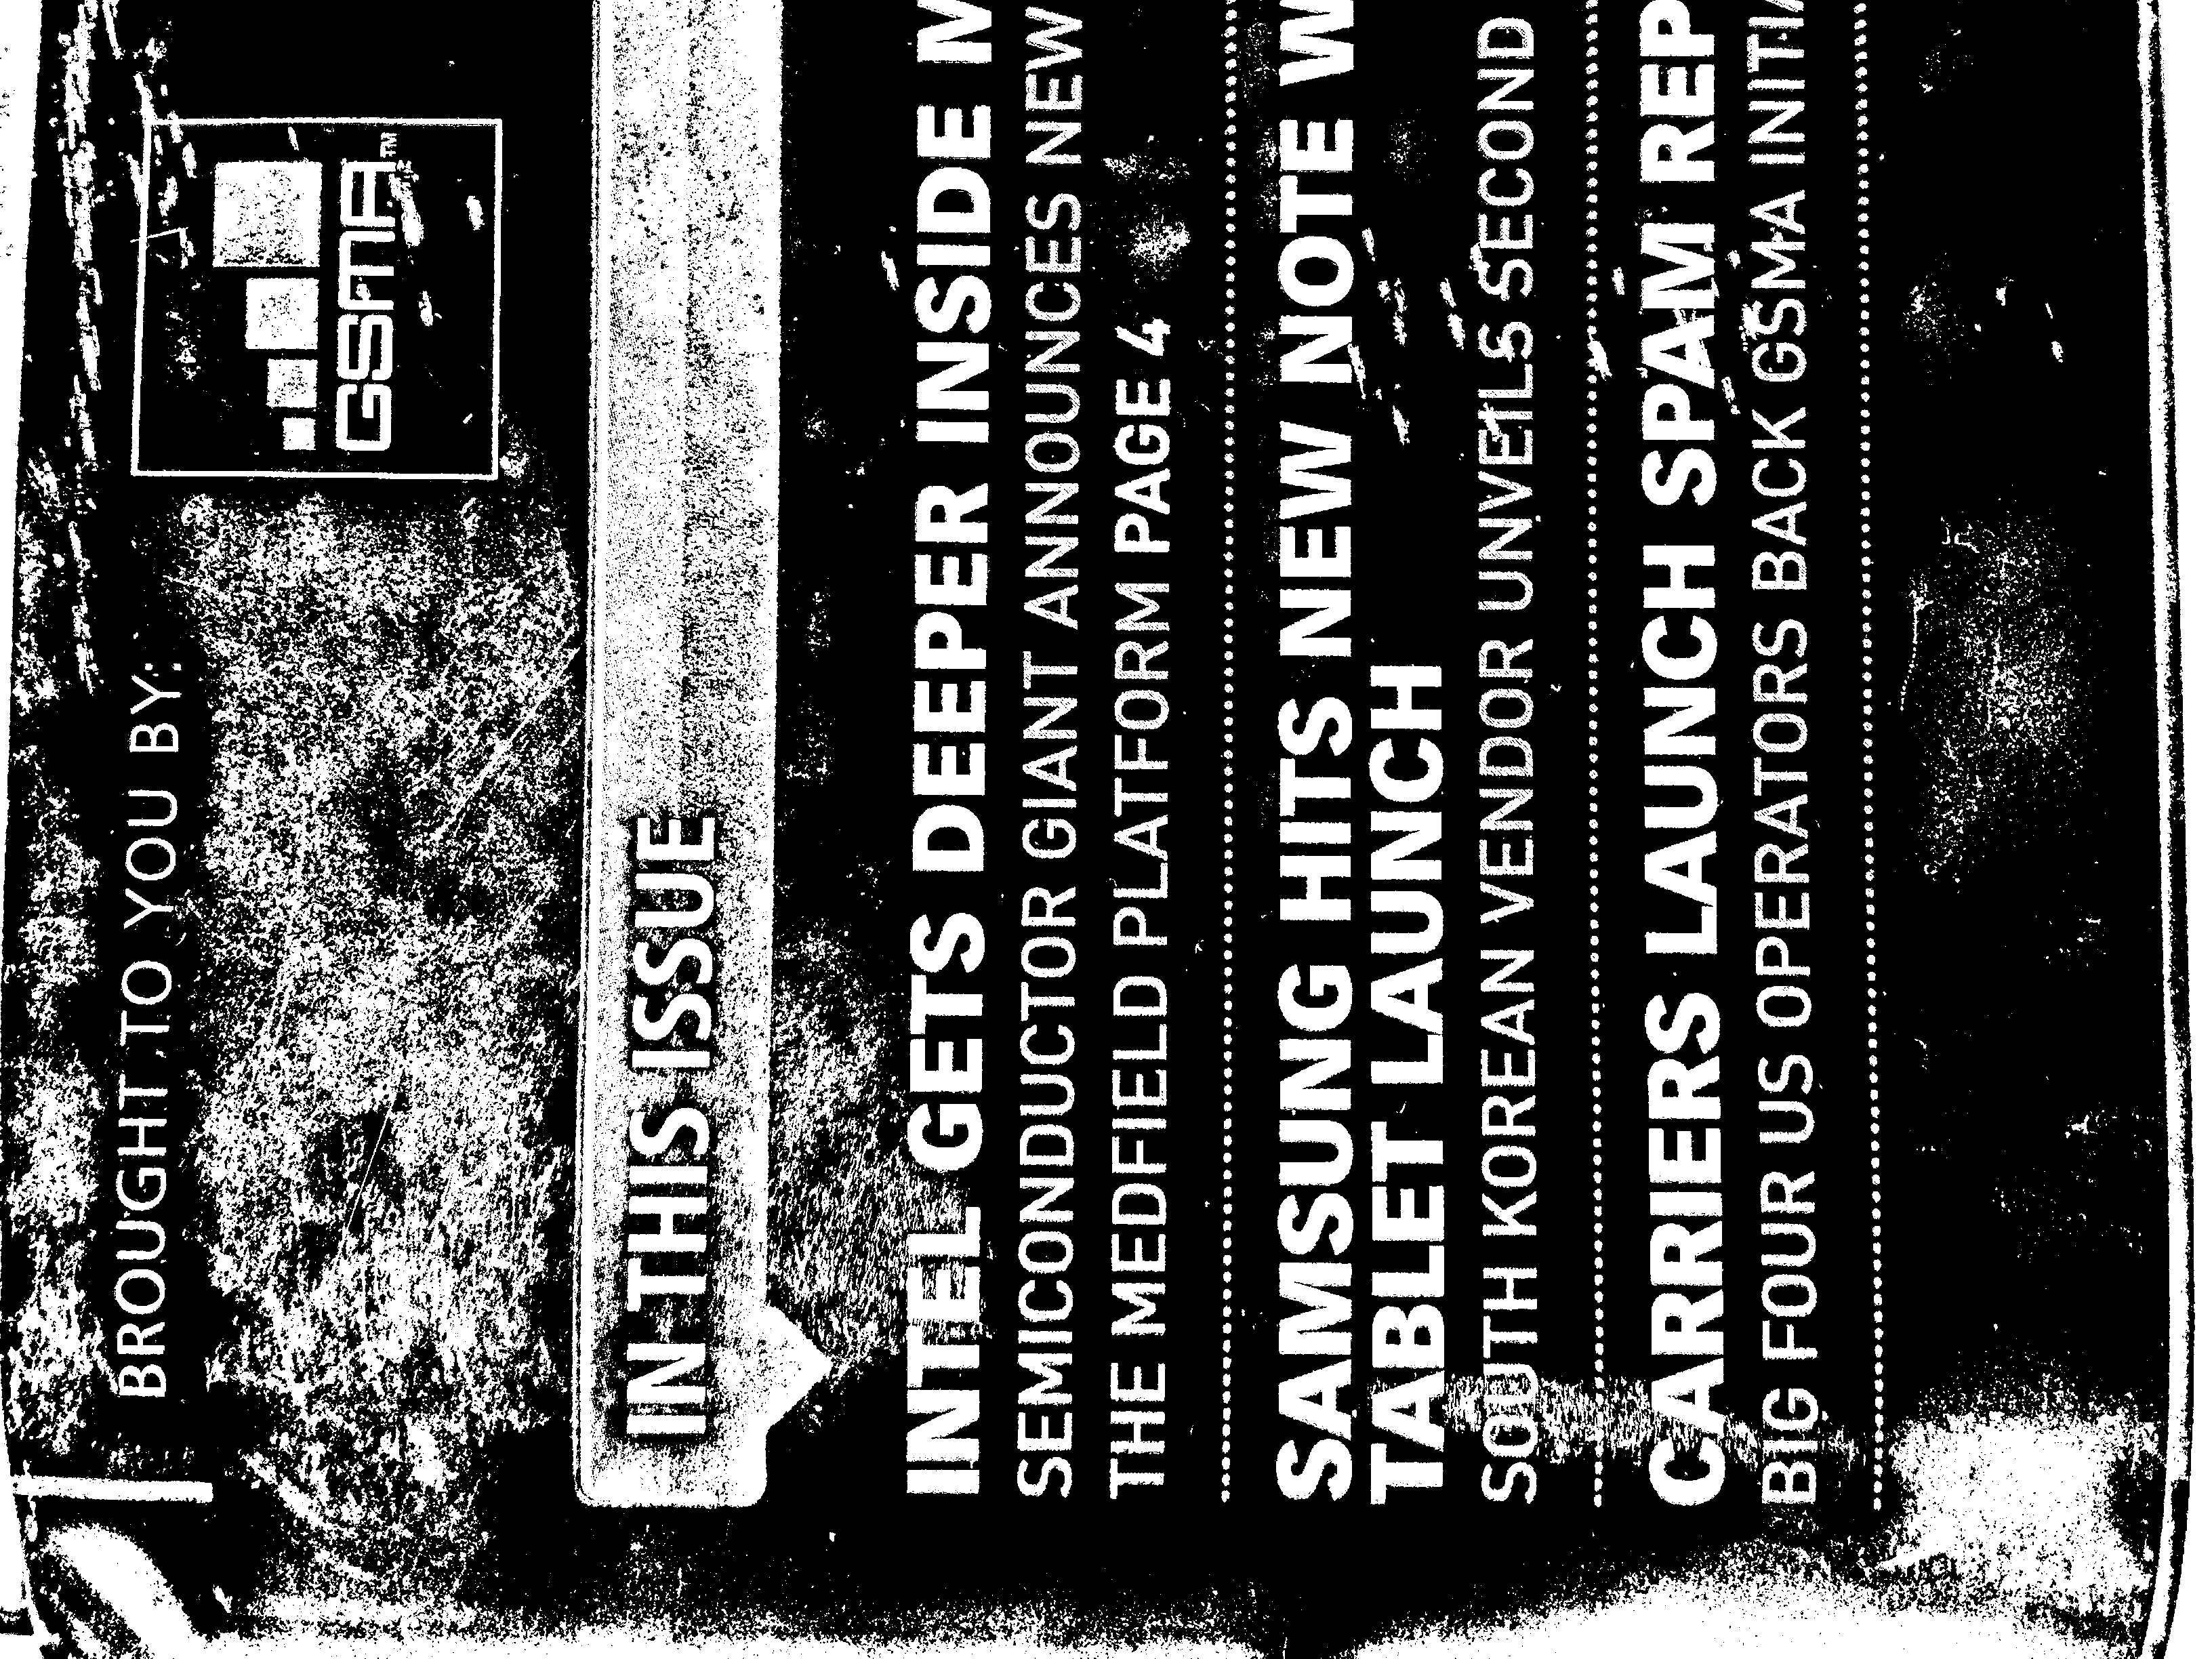 BROUGHT TO YOU BY:
GSMA™
IN THIS ISSUE
INTEL GETS DEEPER INSIDE
SEMICONDUCTOR GIANT ANNOUNCES NEW
THE MEDFIELD PLATFORM PAGE 4
SAMSUNG HITS NEW NOTE W
TABLET LAUNCH
SOUTH KOREAN VENDOR UNVEILS SECOND
CARRIERS LAUNCH SPAM REP
BIG FOUR US OPERATORS BACK GSMA INITIA